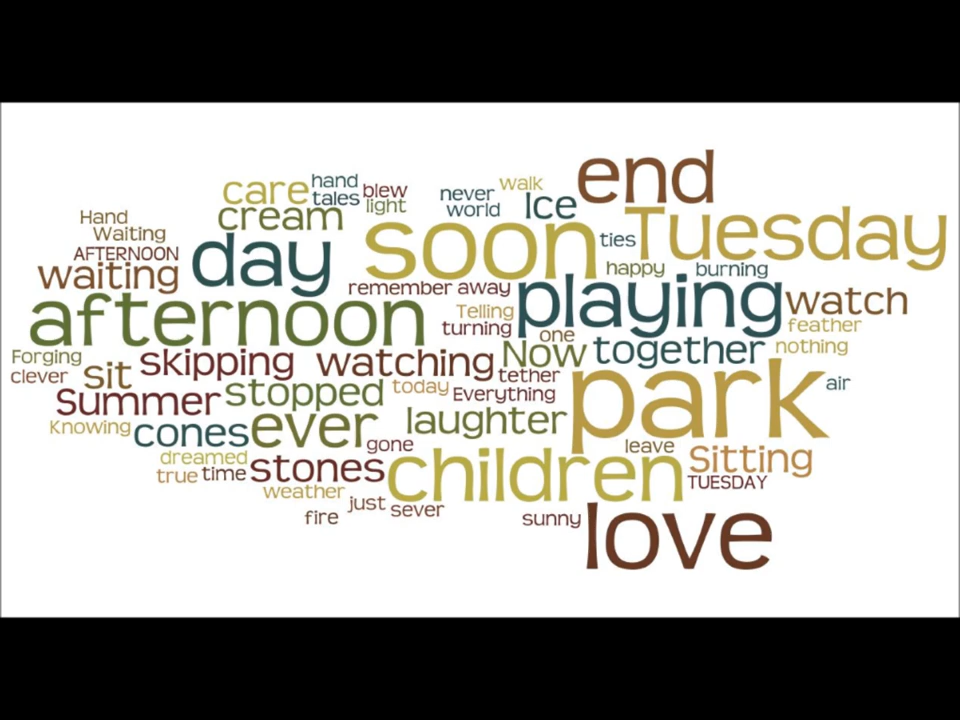 end
care
hand
tales
blew
light
never
world
walk
Ice
Tuesday
cream
Hand
Waiting
AFTERNOON
day
soon
ties
waiting
remember
away
happy
burning
playing
watch
afternoon
Telling
turning
one
feather
nothing
Forging
clever
sit
skipping
watching
Now
together
tether
park
air
Summer
stopped
today
Everything
Knowing
cones
ever
laughter
gone
leave
dreamed
true
time
stones
children
Sitting
TUESDAY
weather
just
sever
fire
sunny
love